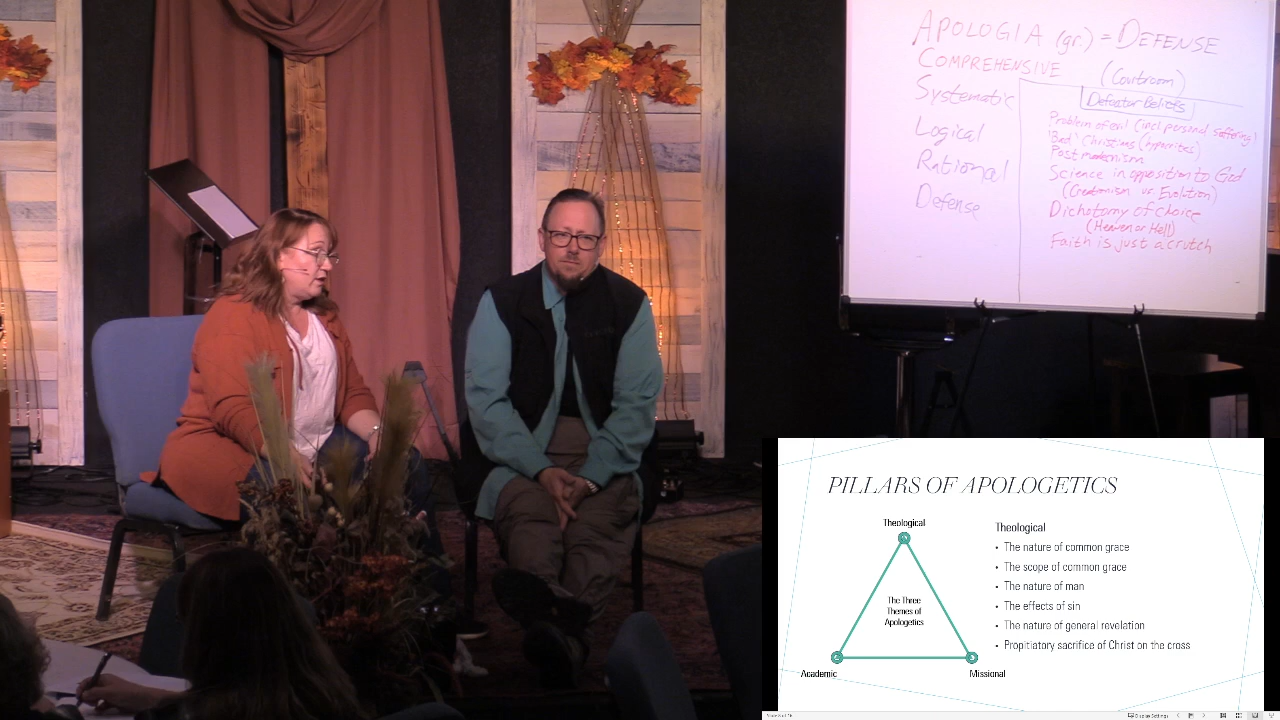 APOLOGIA (gr.) = DEFENSE
COMPREHENSIVE
(Courtroom)
Systematic
Logical
Rational
Defense
Defeator Beliefs
Problem of evil (incl. personal suffering)
'Bad' Christians (hypocrites)
Postmodernism
Science in opposition to God
(Creationism vs. Evolution)
Dichotomy of choice
(Heaven or Hell)
Faith is just a crutch
PILLARS OF APOLOGETICS
Theological
The Three
Themes of
Apologetics
Academic
Missional
Theological
• The nature of common grace
• The scope of common grace
• The nature of man
• The effects of sin
• The nature of general revelation
• Propitiatory sacrifice of Christ on the cross
Display Settings